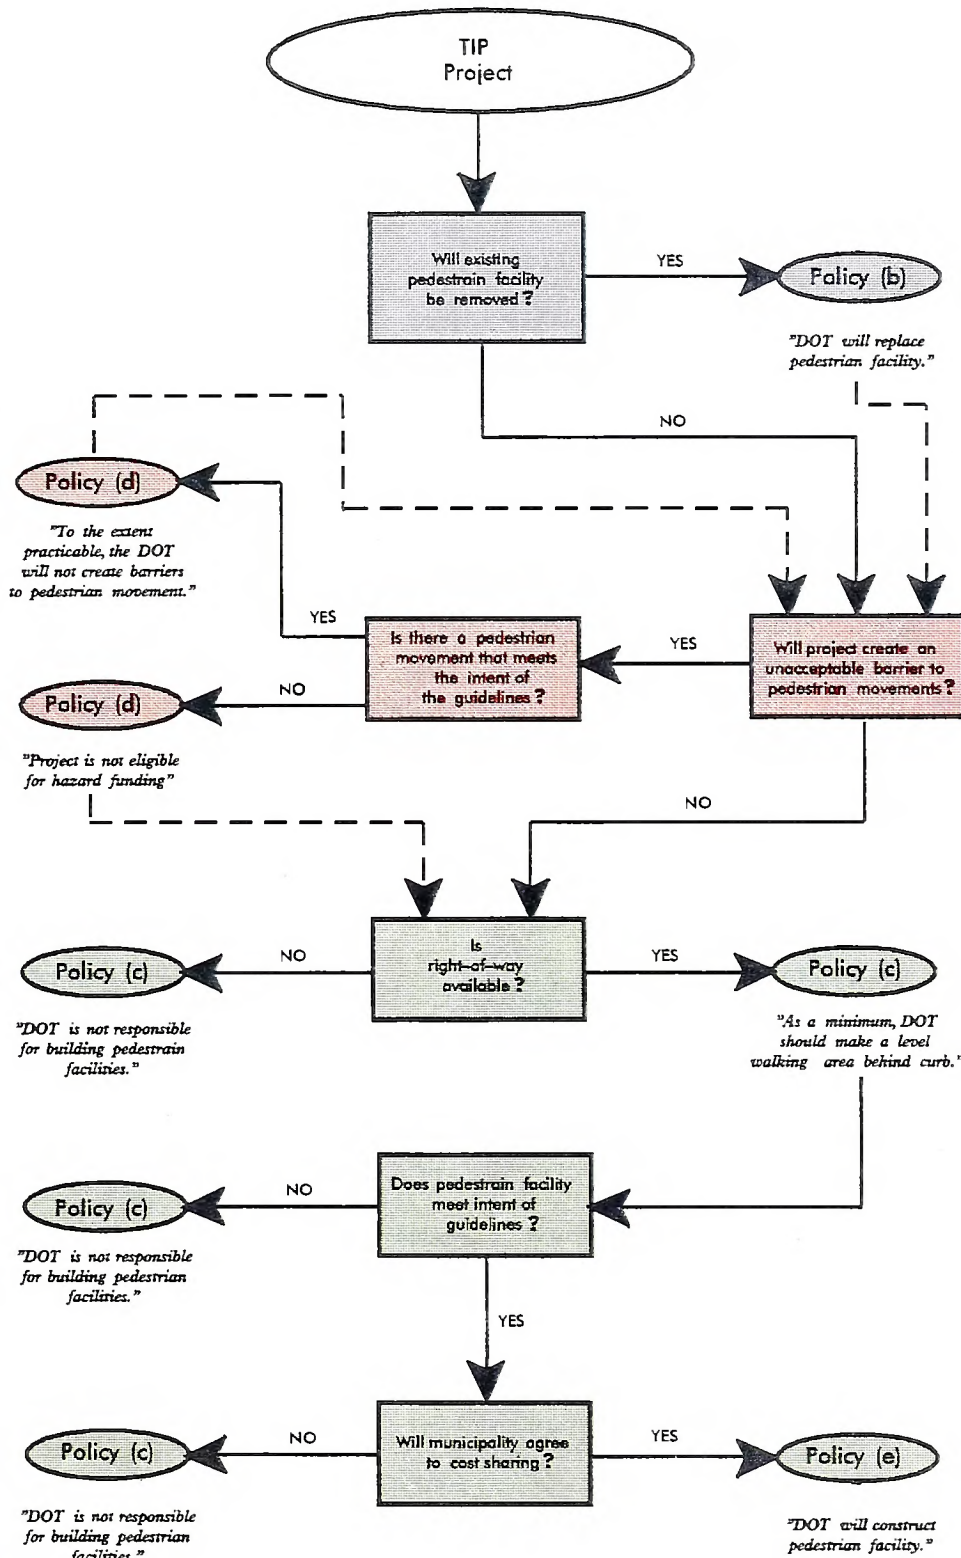 TIP
Project
Will existing
pedestrain facility
be removed?
YES
Policy (b)
"DOT will replace
pedestrian facility."
NO
Policy (d)
"To the extent
practicable, the DOT
will not create barriers
to pedestrian movement."
YES
Is there a pedestrian
movement that meets
the intent of
the guidelines?
YES
Will project create an
unacceptable barrier to
pedestrian movements?
NO
Policy (d)
"Project is not eligible
for hazard funding"
NO
Policy (c)
NO
Is
right-of-way
available?
YES
Policy (c)
"DOT is not responsible
for building pedestrain
facilities."
"As a minimum, DOT
should make a level
walking area behind curb."
Policy (c)
NO
Does pedestrain facility
meet intent of
guidelines?
"DOT is not responsible
for building pedestrian
facilities."
YES
Policy (c)
NO
Will municipality agree
to cost sharing?
YES
Policy (e)
"DOT is not responsible
for building pedestrian
facilities."
"DOT will construct
pedestrian facility."